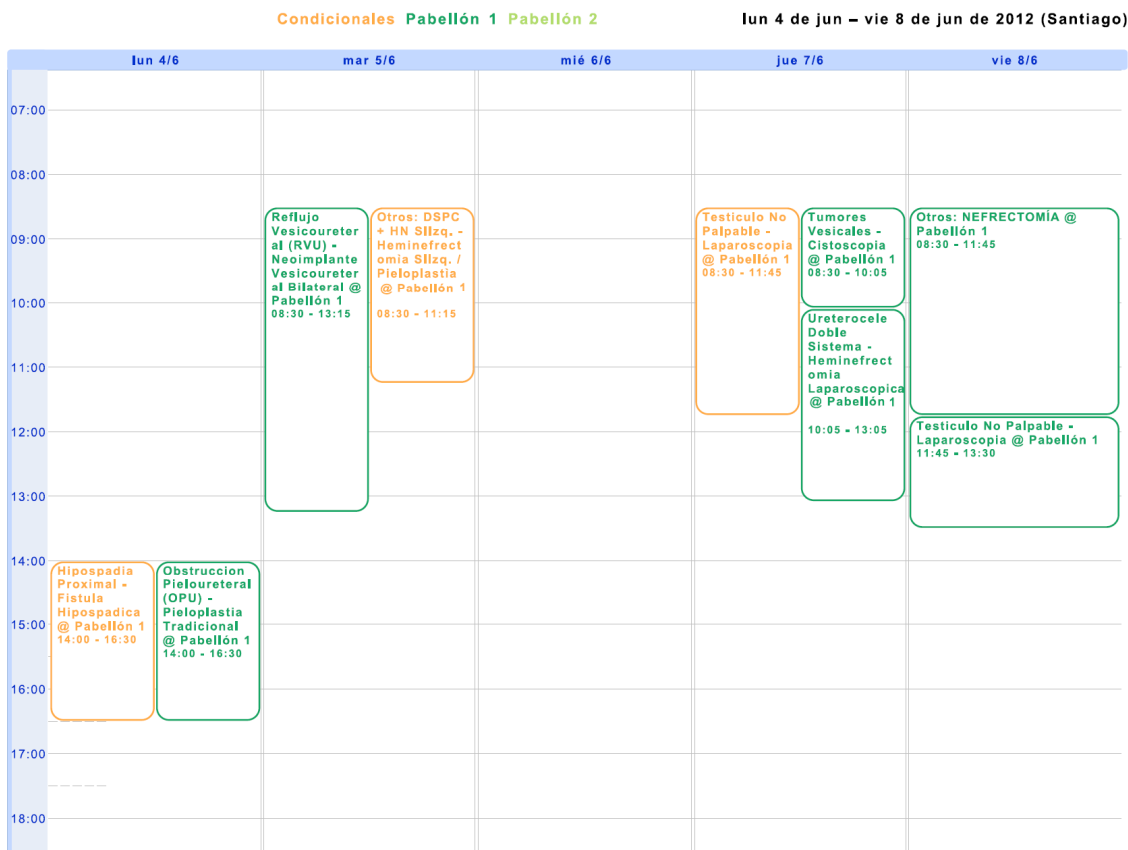 Condicionales Pabellón 1 Pabellón 2
lun 4 de jun – vie 8 de jun de 2012 (Santiago)
lun 4/6
mar 5/6
mié 6/6
jue 7/6
vie 8/6
07:00
08:00
09:00
10:00
11:00
12:00
13:00
14:00
15:00
16:00
17:00
18:00
Hipospadia
Proximal -
Fistula
Hipospadica
@ Pabellón 1
14:00 - 16:30
Obstruccion
Pieloureteral
(OPU) -
Pieloplastia
Tradicional
@ Pabellón 1
14:00 - 16:30
Reflujo
Vesicoureter
al (RVU) -
Neoimplante
Vesicoureter
al Bilateral @
Pabellón 1
08:30 - 13:15
Otros: DSPC
+ HN SIIzq. -
Heminefrect
omia SIIzq. /
Pieloplastia
@ Pabellón 1
08:30 - 11:15
Testiculo No
Palpable -
Laparoscopia
@ Pabellón 1
08:30 - 11:45
Tumores
Vesicales -
Cistoscopia
@ Pabellón 1
08:30 - 10:05
Ureterocele
Doble
Sistema -
Heminefrect
omia
Laparoscopica
@ Pabellón 1
10:05 - 13:05
Otros: NEFRECTOMÍA @
Pabellón 1
08:30 - 11:45
Testiculo No Palpable -
Laparoscopia @ Pabellón 1
11:45 - 13:30